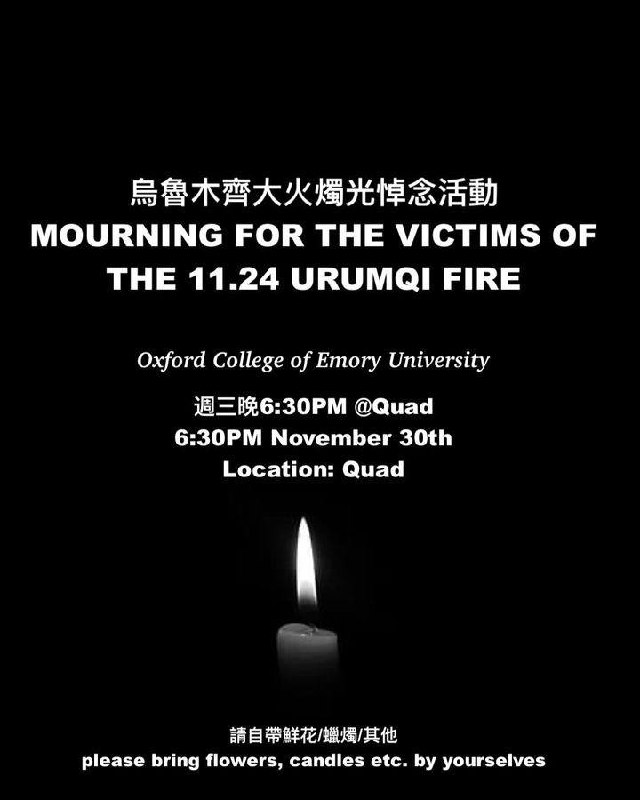 烏魯木齊大火燭光悼念活動
MOURNING FOR THE VICTIMS OF
THE 11.24 URUMQI FIRE
Oxford College of Emory University
週三晚6:30PM @Quad
6:30PM November 30th
Location: Quad
請自帶鮮花/蠟燭/其他
please bring flowers, candles etc. by yourselves